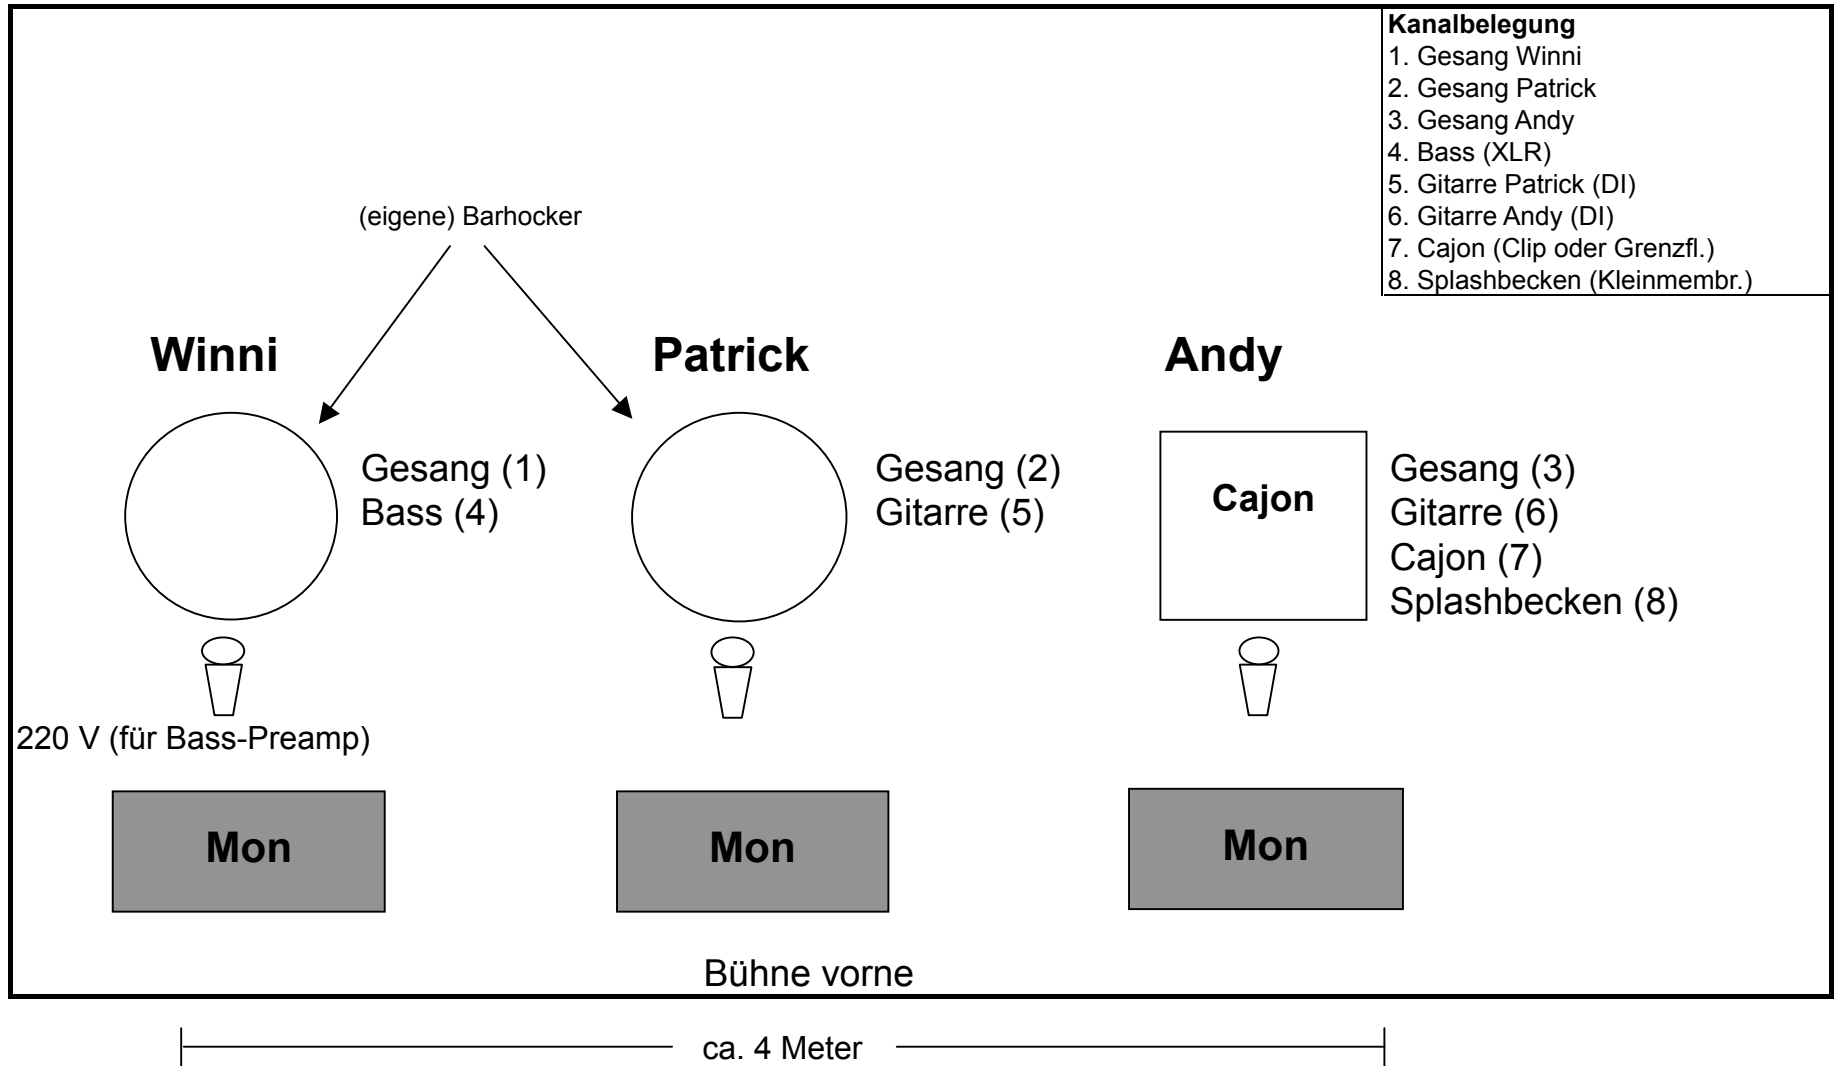 Kanalbelegung
1. Gesang Winni
2. Gesang Patrick
3. Gesang Andy
4. Bass (XLR)
5. Gitarre Patrick (DI)
6. Gitarre Andy (DI)
7. Cajon (Clip oder Grenzfl.)
8. Splashbecken (Kleinmembr.)
(eigene) Barhocker
Winni
Patrick
Andy
Gesang (1)
Bass (4)
Gesang (2)
Gitarre (5)
Cajon
Gesang (3)
Gitarre (6)
Cajon (7)
Splashbecken (8)
220 V (für Bass-Preamp)
Mon
Mon
Mon
Bühne vorne
ca. 4 Meter